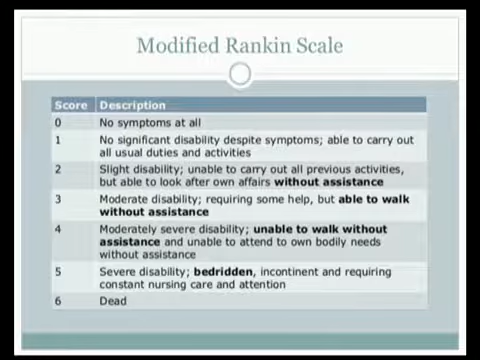 Modified Rankin Scale
Score Description
0 No symptoms at all
1 No significant disability despite symptoms; able to carry out
all usual duties and activities
2 Slight disability; unable to carry out all previous activities,
but able to look after own affairs without assistance
3 Moderate disability; requiring some help, but able to walk
without assistance
4 Moderately severe disability; unable to walk without
assistance and unable to attend to own bodily needs
without assistance
5 Severe disability; bedridden, incontinent and requiring
constant nursing care and attention
6 Dead